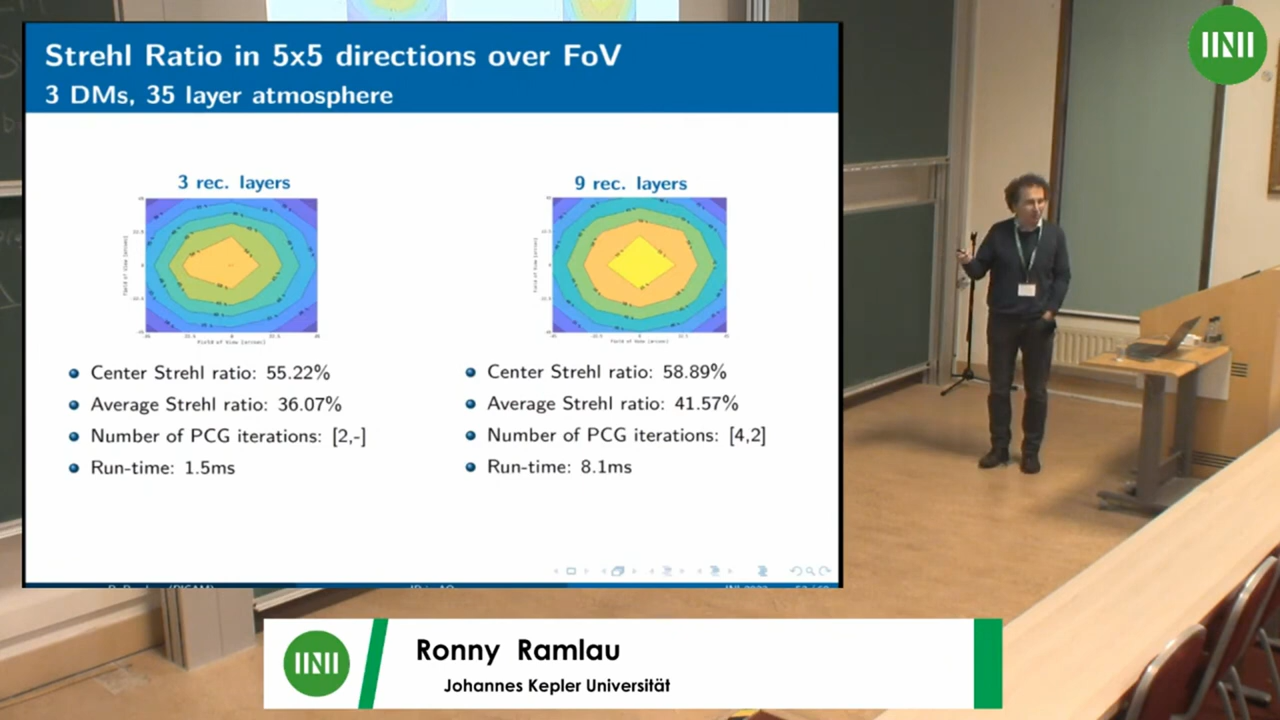 Strehl Ratio in 5x5 directions over FoV
3 DMs, 35 layer atmosphere
3 rec. layers
9 rec. layers
Center Strehl ratio: 55.22%
Average Strehl ratio: 36.07%
Number of PCG iterations: [2,-]
Run-time: 1.5ms
Center Strehl ratio: 58.89%
Average Strehl ratio: 41.57%
Number of PCG iterations: [4,2]
Run-time: 8.1ms
Ronny Ramlau
Johannes Kepler Universität